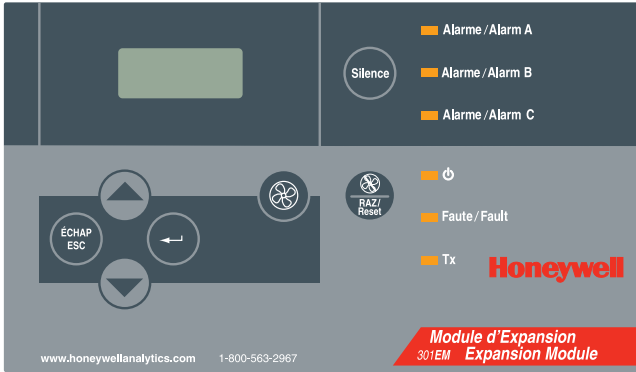 Silence
Alarme/Alarm A
Alarme/Alarm B
Alarme/Alarm C
ÉCHAP
ESC
RAZ/
Reset
Faute/Fault
Tx
Honeywell
www.honeywellanalytics.com 1-800-563-2967
Module d'Expansion
301EM Expansion Module